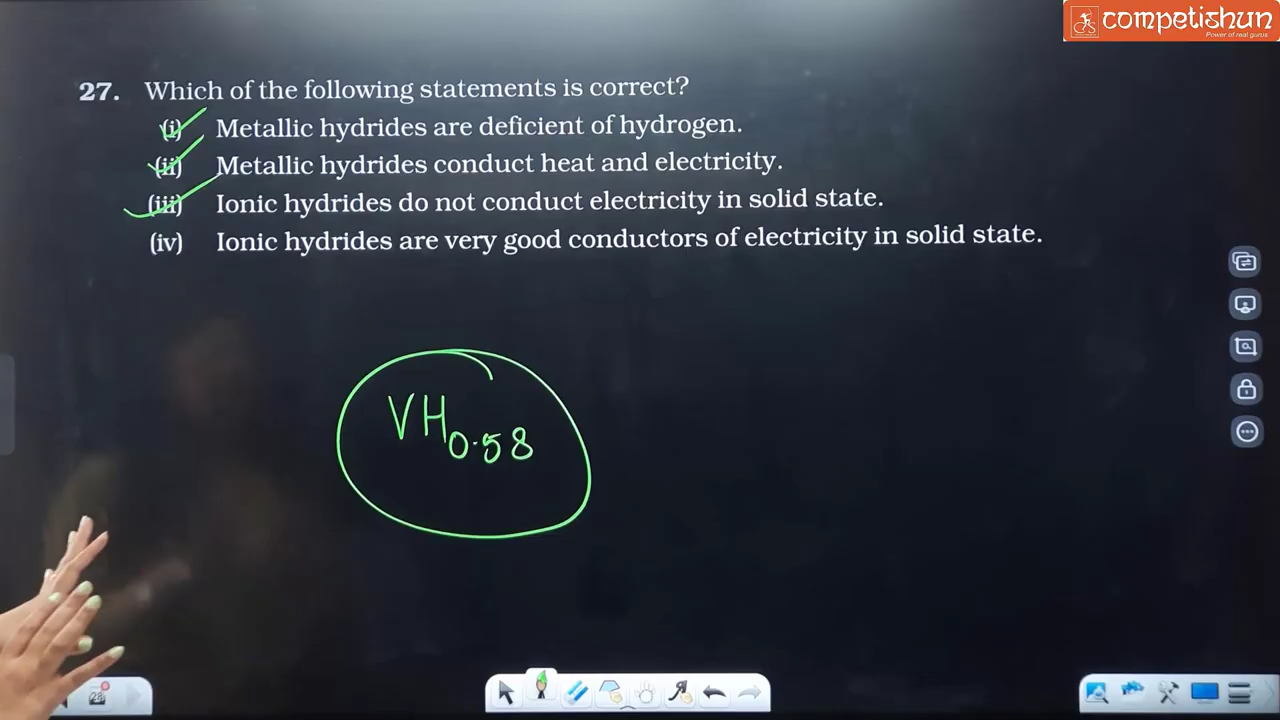 competishun
Power of real gurus.
27. Which of the following statements is correct?
(i) Metallic hydrides are deficient of hydrogen.
(ii) Metallic hydrides conduct heat and electricity.
(iii) Ionic hydrides do not conduct electricity in solid state.
(iv) Ionic hydrides are very good conductors of electricity in solid state.
VH0.58
28